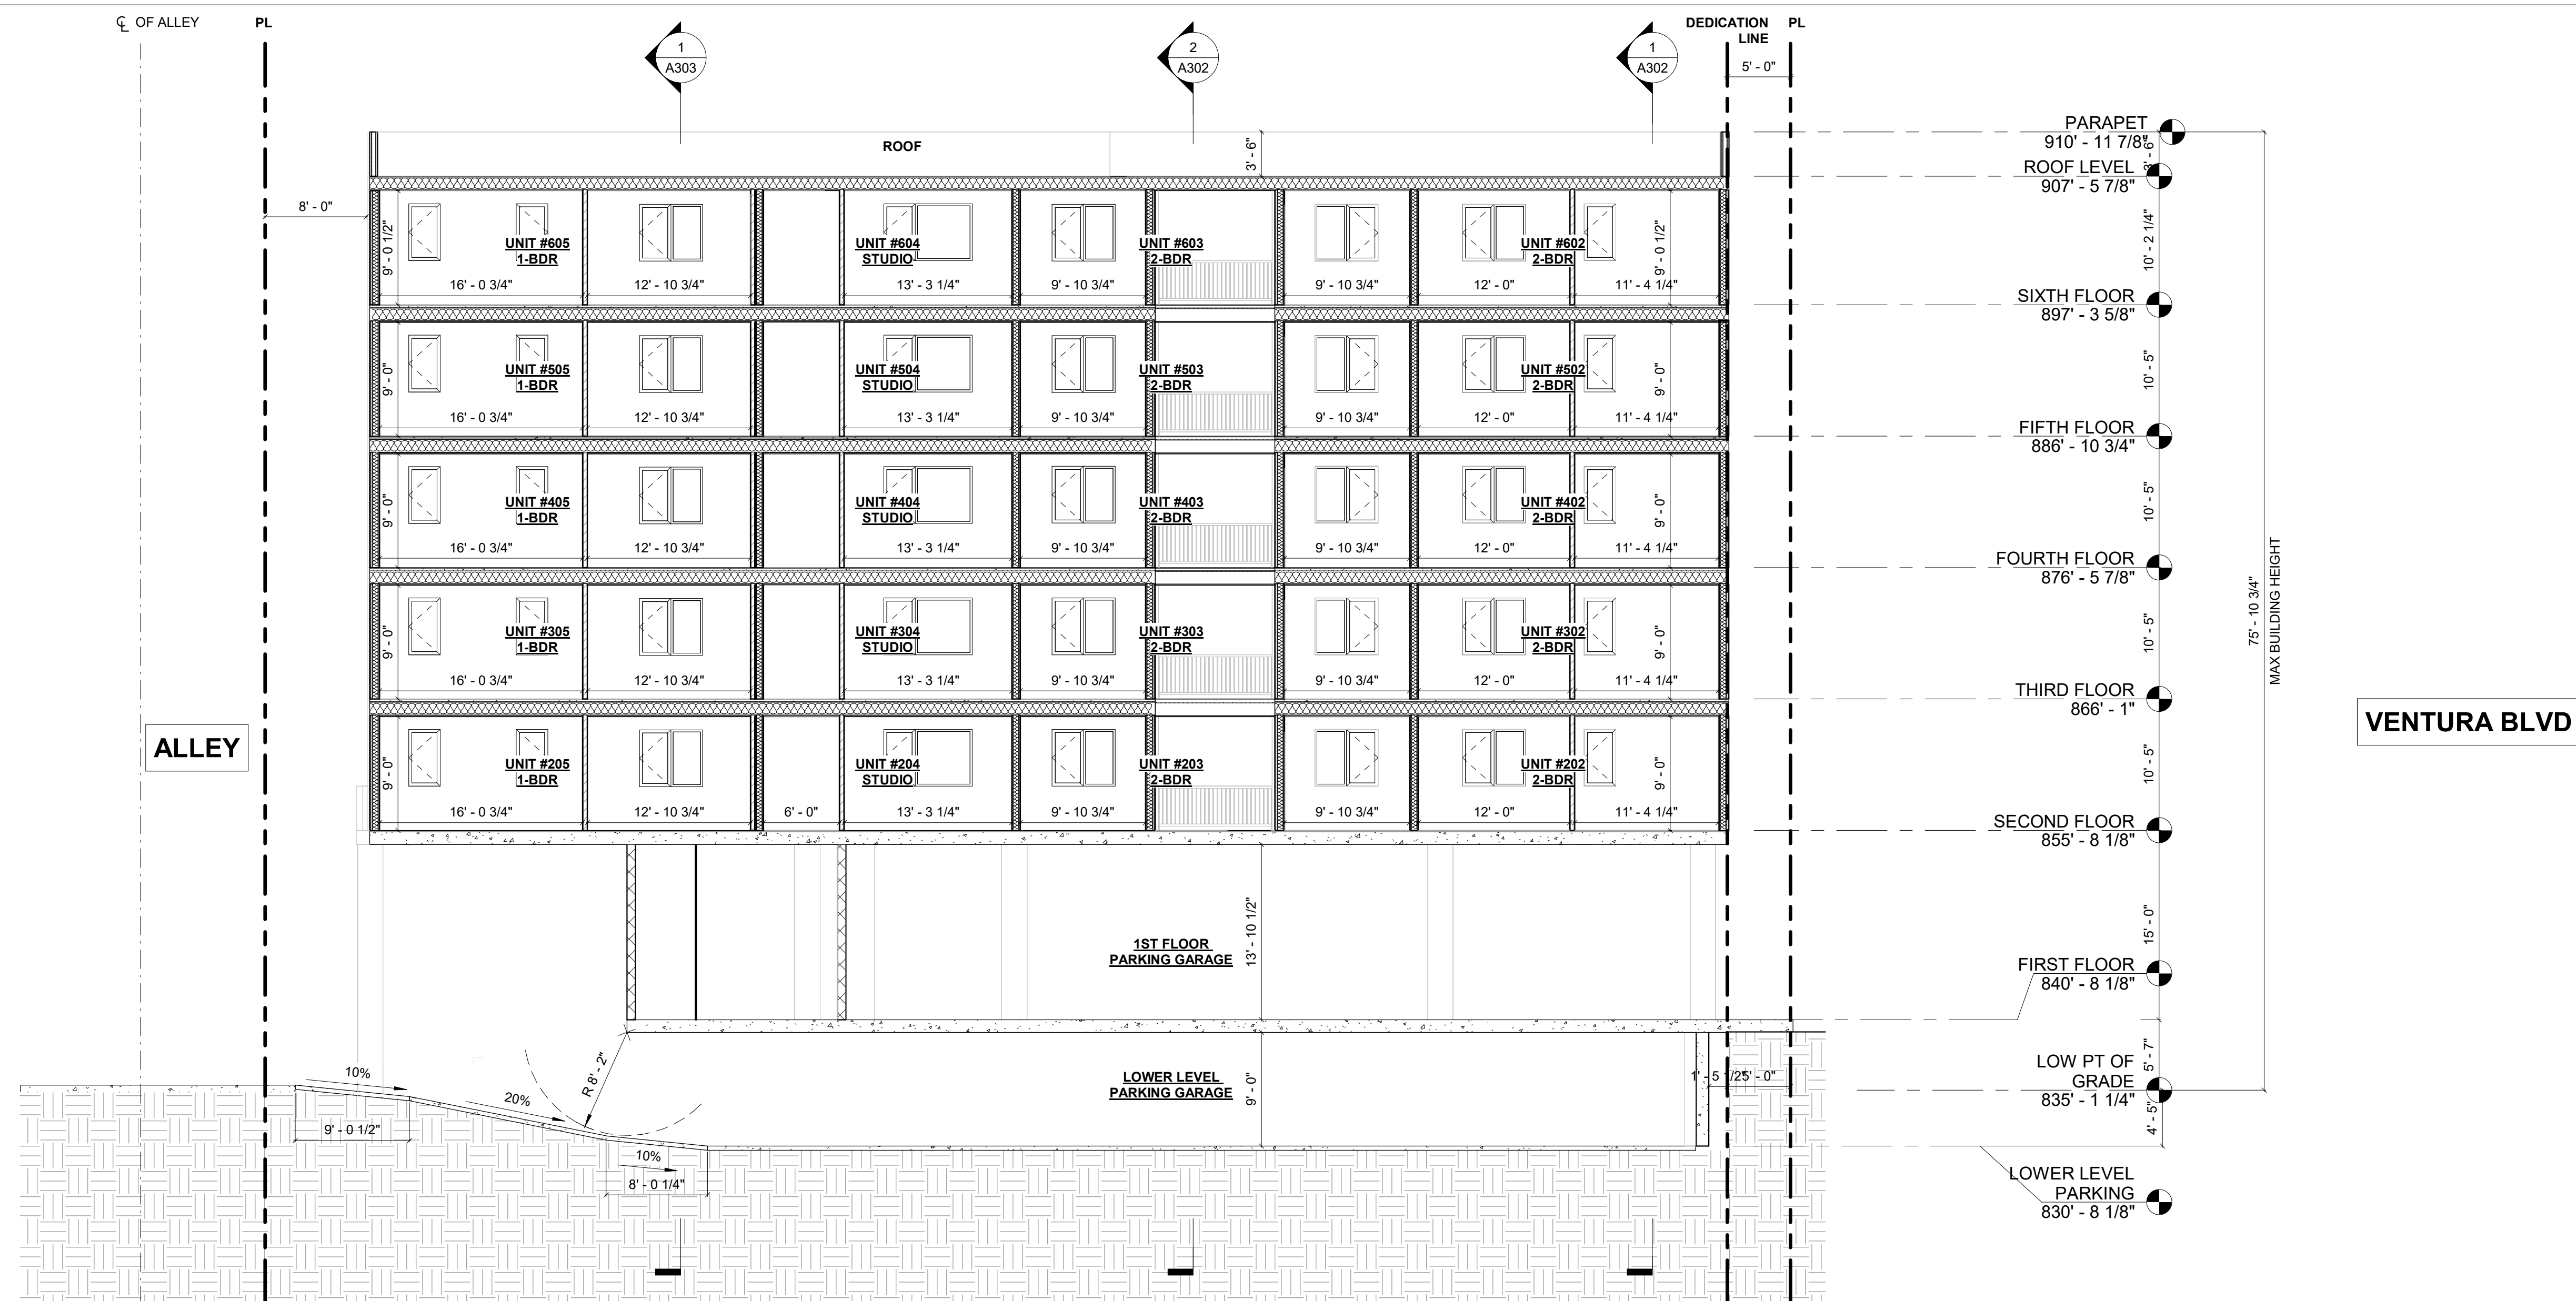 ℄ OF ALLEY
PL
1
A303
2
A302
1
A302
DEDICATION
LINE
PL
5' - 0"
ROOF
3' - 6"
PARAPET
910' - 11 7/8"
3' - 6"
ROOF LEVEL
907' - 5 7/8"
8' - 0"
9' - 0 1/2"
UNIT #605
1-BDR
UNIT #604
STUDIO
UNIT #603
2-BDR
UNIT #602
2-BDR
9' - 0 1/2"
10' - 2 1/4"
16' - 0 3/4"
12' - 10 3/4"
13' - 3 1/4"
9' - 10 3/4"
9' - 10 3/4"
12' - 0"
11' - 4 1/4"
SIXTH FLOOR
897' - 3 5/8"
9' - 0"
UNIT #505
1-BDR
UNIT #504
STUDIO
UNIT #503
2-BDR
UNIT #502
2-BDR
9' - 0"
10' - 5"
16' - 0 3/4"
12' - 10 3/4"
13' - 3 1/4"
9' - 10 3/4"
9' - 10 3/4"
12' - 0"
11' - 4 1/4"
FIFTH FLOOR
886' - 10 3/4"
9' - 0"
UNIT #405
1-BDR
UNIT #404
STUDIO
UNIT #403
2-BDR
UNIT #402
2-BDR
9' - 0"
10' - 5"
16' - 0 3/4"
12' - 10 3/4"
13' - 3 1/4"
9' - 10 3/4"
9' - 10 3/4"
12' - 0"
11' - 4 1/4"
FOURTH FLOOR
876' - 5 7/8"
75' - 10 3/4"
MAX BUILDING HEIGHT
9' - 0"
UNIT #305
1-BDR
UNIT #304
STUDIO
UNIT #303
2-BDR
UNIT #302
2-BDR
9' - 0"
10' - 5"
16' - 0 3/4"
12' - 10 3/4"
13' - 3 1/4"
9' - 10 3/4"
9' - 10 3/4"
12' - 0"
11' - 4 1/4"
THIRD FLOOR
866' - 1"
ALLEY
VENTURA BLVD
9' - 0"
UNIT #205
1-BDR
UNIT #204
STUDIO
UNIT #203
2-BDR
UNIT #202
2-BDR
9' - 0"
10' - 5"
16' - 0 3/4"
12' - 10 3/4"
6' - 0"
13' - 3 1/4"
9' - 10 3/4"
9' - 10 3/4"
12' - 0"
11' - 4 1/4"
SECOND FLOOR
855' - 8 1/8"
1ST FLOOR
PARKING GARAGE
13' - 10 1/2"
15' - 0"
FIRST FLOOR
840' - 8 1/8"
10%
20%
R 8' - 2"
LOWER LEVEL
PARKING GARAGE
9' - 0"
1' - 5 1/2"
5' - 0"
5' - 7"
LOW PT OF
GRADE
835' - 1 1/4"
4' - 5"
9' - 0 1/2"
10%
8' - 0 1/4"
LOWER LEVEL
PARKING
830' - 8 1/8"